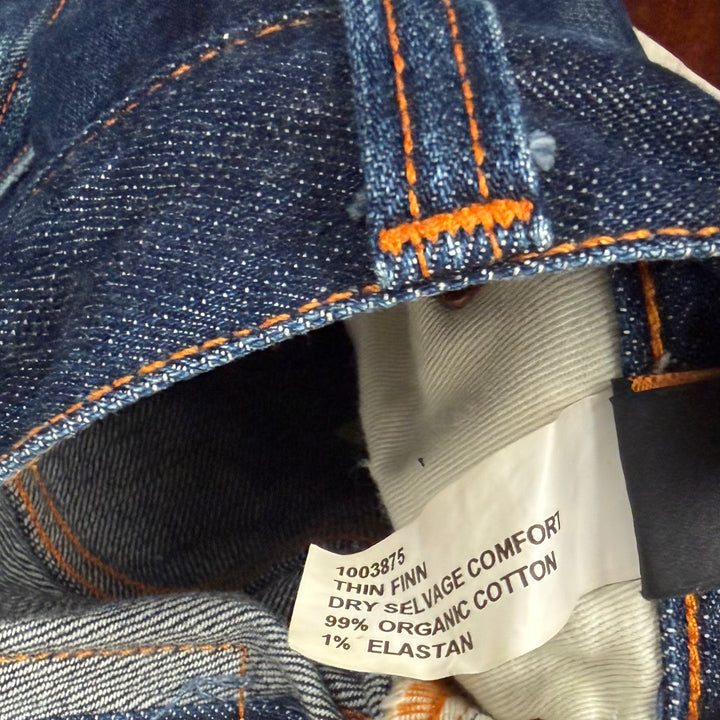 1003875
THIN FINN
DRY SELVAGE COMFORT
99% ORGANIC COTTON
1% ELASTAN